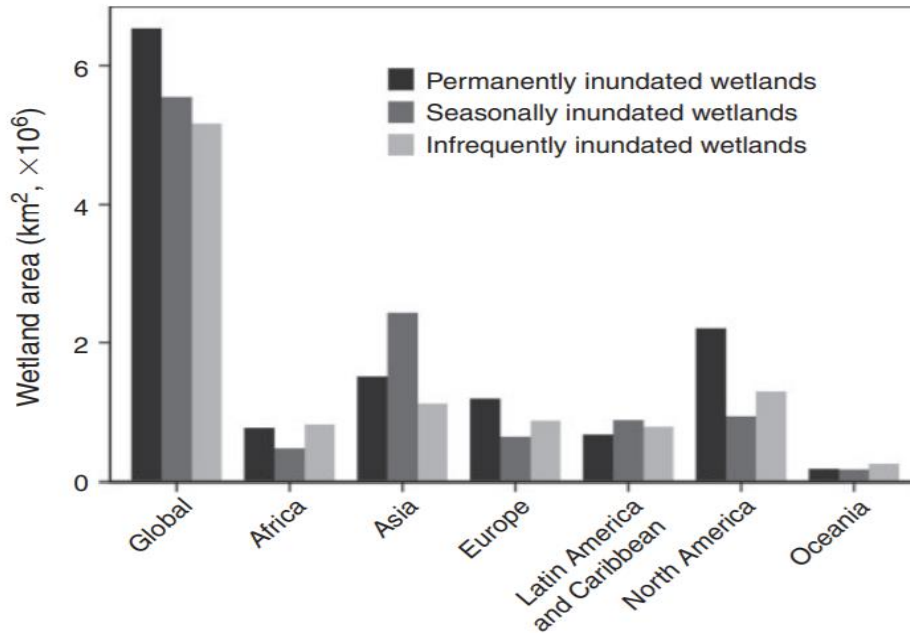 Wetland area (km², ×10⁶)
6
4
2
0
Permanently inundated wetlands
Seasonally inundated wetlands
Infrequently inundated wetlands
Global
Africa
Asia
Europe
Latin America
and Caribbean
North America
Oceania